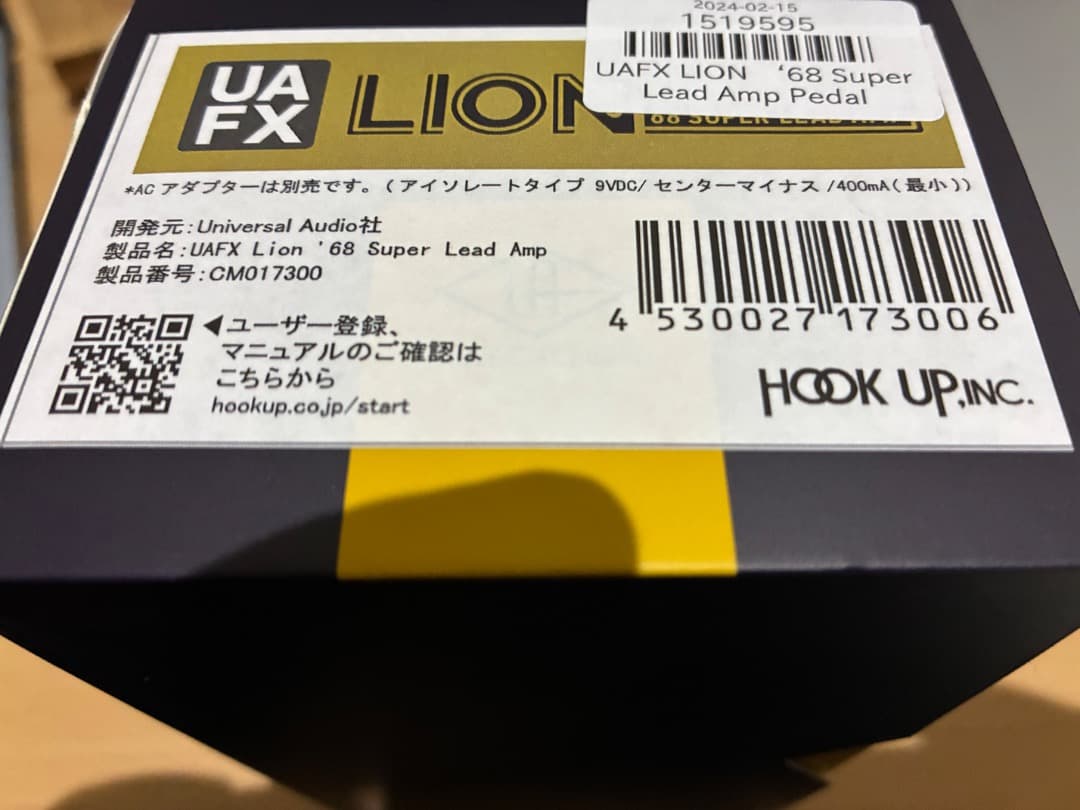 2024-02-15
1519595
UAFX LION ‘68 Super
Lead Amp Pedal
UA
FX
LION
*AC アダプターは別売です。(アイソレートタイプ 9VDC/ センターマイナス /400mA(最小))
開発元:Universal Audio社
製品名:UAFX Lion '68 Super Lead Amp
製品番号:CM017300
4 530027 173006
◀ユーザー登録、
マニュアルのご確認は
こちらから
hookup.co.jp/start
HOOK UP,INC.